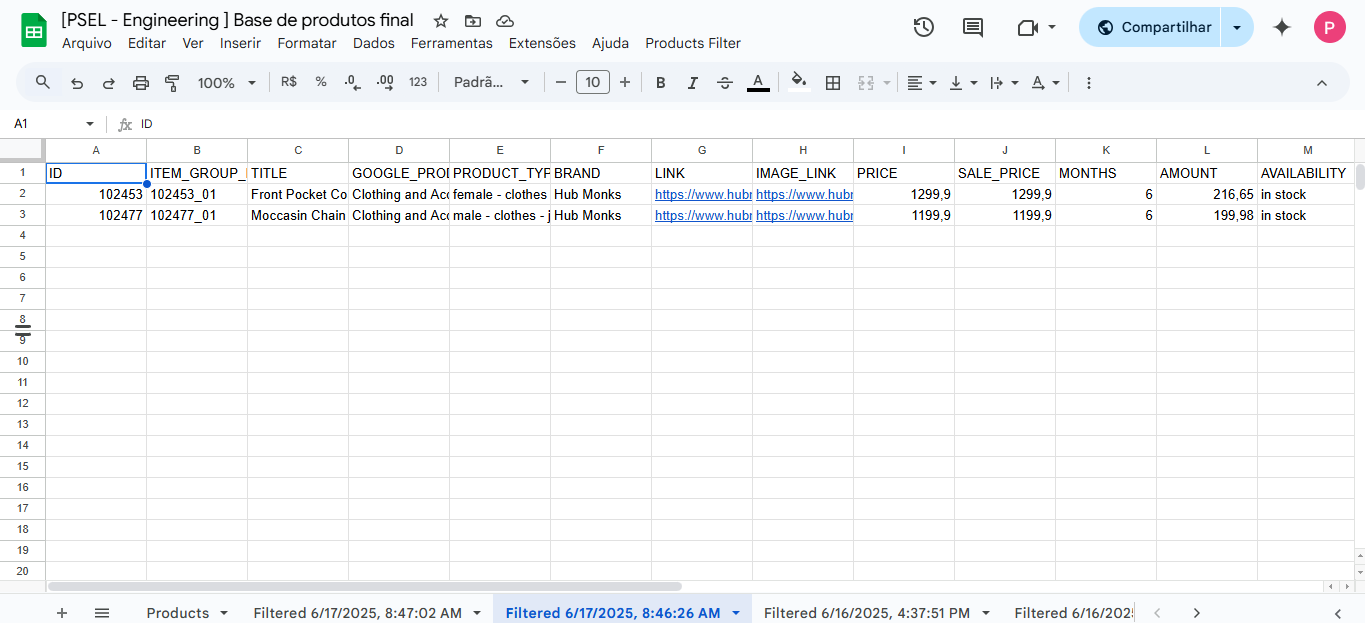 [PSEL - Engineering ] Base de produtos final
Compartilhar
P
Arquivo Editar Ver Inserir Formatar Dados Ferramentas Extensões Ajuda Products Filter
100% R$ % .0 .00 123 Padrã... 10 B I A A
A1 fx ID
A B C D E F G H I J K L M
1 ID ITEM_GROUP_ TITLE GOOGLE_PRO PRODUCT_TYP BRAND LINK IMAGE_LINK PRICE SALE_PRICE MONTHS AMOUNT AVAILABILITY
2 102453 102453_01 Front Pocket Co Clothing and Acc female - clothes Hub Monks https://www.hubr https://www.hubr 1299,9 1299,9 6 216,65 in stock
3 102477 102477_01 Moccasin Chain Clothing and Acc male - clothes - j Hub Monks https://www.hubr https://www.hubr 1199,9 1199,9 6 199,98 in stock
4
5
6
7
8
9
10
11
12
13
14
15
16
17
18
19
20
Products Filtered 6/17/2025, 8:47:02 AM Filtered 6/17/2025, 8:46:26 AM Filtered 6/16/2025, 4:37:51 PM Filtered 6/16/202